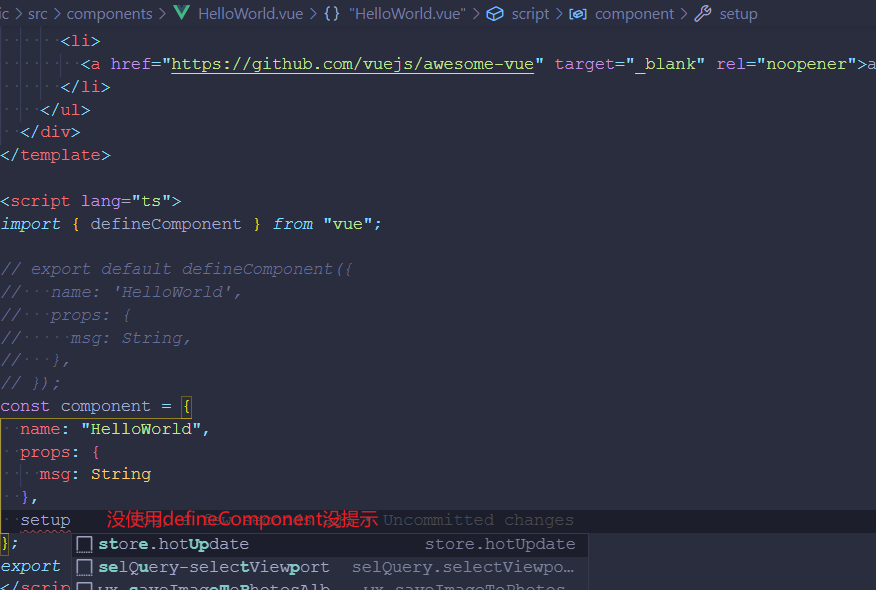 ic > src > components > HelloWorld.vue > {} "HelloWorld.vue" > script > component > setup
<li>
<a href="https://github.com/vuejs/awesome-vue" target="_blank" rel="noopener">a
</li>
</ul>
</div>
</template>
<script lang="ts">
import { defineComponent } from "vue";
// export default defineComponent({
//   name: 'HelloWorld',
//   props: {
//     msg: String,
//   },
// });
const component = {
name: "HelloWorld",
props: {
msg: String
},
setup 没使用defineComponent没提示 Uncommitted changes
};
store.hotUpdate store.hotUpdate
export selQuery-selectViewport selQuery.selectViewpo…
</scrip wx.saveImageToPhotosAlb wx.saveImageToPhotos